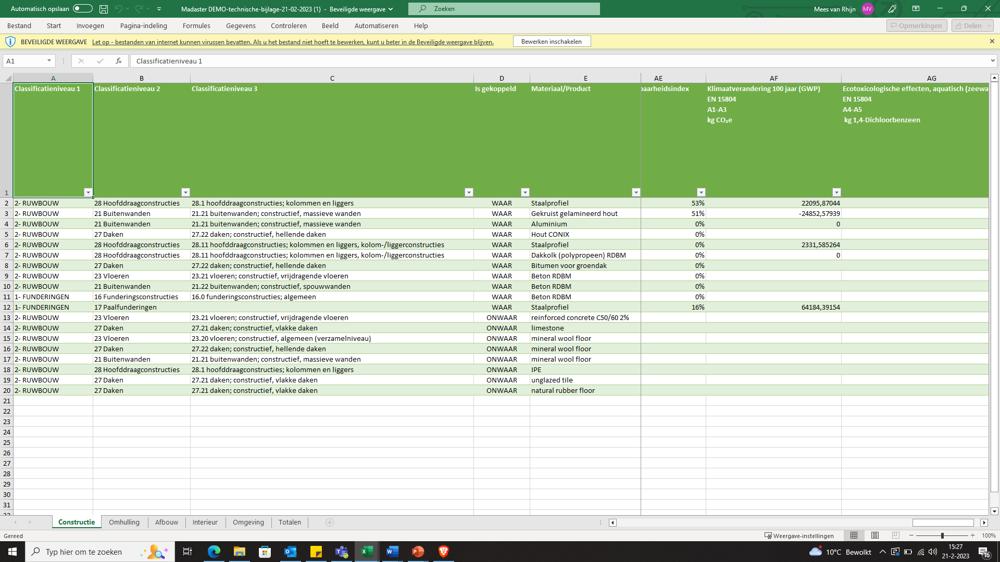 Automatisch opslaan
Madaster DEMO-technische-bijlage-21-02-2023 (1) - Beveiligde weergave
Zoeken
Mees van Rhijn
MV
Bestand Start Invoegen Pagina-indeling Formules Gegevens Controleren Beeld Automatiseren Help
Opmerkingen Delen
BEVEILIGDE WEERGAVE Let op - bestanden van internet kunnen virussen bevatten. Als u het bestand niet hoeft te bewerken, kunt u beter in de Beveiligde weergave blijven.
Bewerken inschakelen
A1 fx Classificatieniveau 1
A B C D E AE AF AG
Classificatieniveau 1 Classificatieniveau 2 Classificatieniveau 3 Is gekoppeld Materiaal/Product baarheidsindex Klimaatverandering 100 jaar (GWP) Ecotoxicologische effecten, aquatisch (zeewa
EN 15804 EN 15804
A1-A3 A4-A5
kg CO₂e kg 1,4-Dichloorbenzeen
1
2 2- RUWBOUW 28 Hoofddraagconstructies 28.1 hoofddraagconstructies; kolommen en liggers WAAR Staalprofiel 53% 22095,87044
3 2- RUWBOUW 21 Buitenwanden 21.21 buitenwanden; constructief, massieve wanden WAAR Gekruist gelamineerd hout 51% -24852,57939
4 2- RUWBOUW 21 Buitenwanden 21.21 buitenwanden; constructief, massieve wanden WAAR Aluminium 0% 0
5 2- RUWBOUW 27 Daken 27.22 daken; constructief, hellende daken WAAR Hout CONIX 0%
6 2- RUWBOUW 28 Hoofddraagconstructies 28.11 hoofddraagconstructies; kolommen en liggers, kolom-/liggerconstructies WAAR Staalprofiel 0% 2331,585264
7 2- RUWBOUW 28 Hoofddraagconstructies 28.11 hoofddraagconstructies; kolommen en liggers, kolom-/liggerconstructies WAAR Dakkolk (polypropeen) RDBM 0% 0
8 2- RUWBOUW 27 Daken 27.22 daken; constructief, hellende daken WAAR Bitumen voor groendak 0%
9 2- RUWBOUW 23 Vloeren 23.21 vloeren; constructief, vrijdragende vloeren WAAR Beton RDBM 0%
10 2- RUWBOUW 21 Buitenwanden 21.22 buitenwanden; constructief, spouwwanden WAAR Beton RDBM 0%
11 1- FUNDERINGEN 16 Funderingsconstructies 16.0 funderingsconstructies; algemeen WAAR Beton RDBM 0%
12 1- FUNDERINGEN 17 Paalfunderingen WAAR Staalprofiel 16% 64184,39154
13 2- RUWBOUW 23 Vloeren 23.21 vloeren; constructief, vrijdragende vloeren ONWAAR reinforced concrete C50/60 2%
14 2- RUWBOUW 27 Daken 27.21 daken; constructief, vlakke daken ONWAAR limestone
15 2- RUWBOUW 23 Vloeren 23.20 vloeren; constructief, algemeen (verzamelniveau) ONWAAR mineral wool floor
16 2- RUWBOUW 27 Daken 27.22 daken; constructief, hellende daken ONWAAR mineral wool floor
17 2- RUWBOUW 21 Buitenwanden 21.21 buitenwanden; constructief, massieve wanden ONWAAR mineral wool floor
18 2- RUWBOUW 28 Hoofddraagconstructies 28.1 hoofddraagconstructies; kolommen en liggers ONWAAR IPE
19 2- RUWBOUW 27 Daken 27.21 daken; constructief, vlakke daken ONWAAR unglazed tile
20 2- RUWBOUW 27 Daken 27.21 daken; constructief, vlakke daken ONWAAR natural rubber floor
21
22
23
24
25
26
27
28
29
30
31
Constructie Omhulling Afbouw Interieur Omgeving Totalen
Gereed
Weergave-instellingen
100%
Typ hier om te zoeken
10°C Bewolkt
15:27
21-2-2023
16